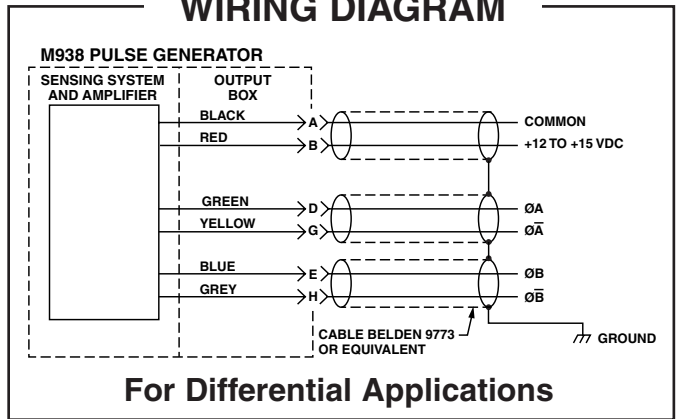 WIRING DIAGRAM
M938 PULSE GENERATOR
SENSING SYSTEM
AND AMPLIFIER
OUTPUT
BOX
BLACK
A
COMMON
RED
B
+12 TO +15 VDC
GREEN
D
ØA
YELLOW
G
ØA̅
BLUE
E
ØB
GREY
H
ØB̅
CABLE BELDEN 9773
OR EQUIVALENT
GROUND
For Differential Applications